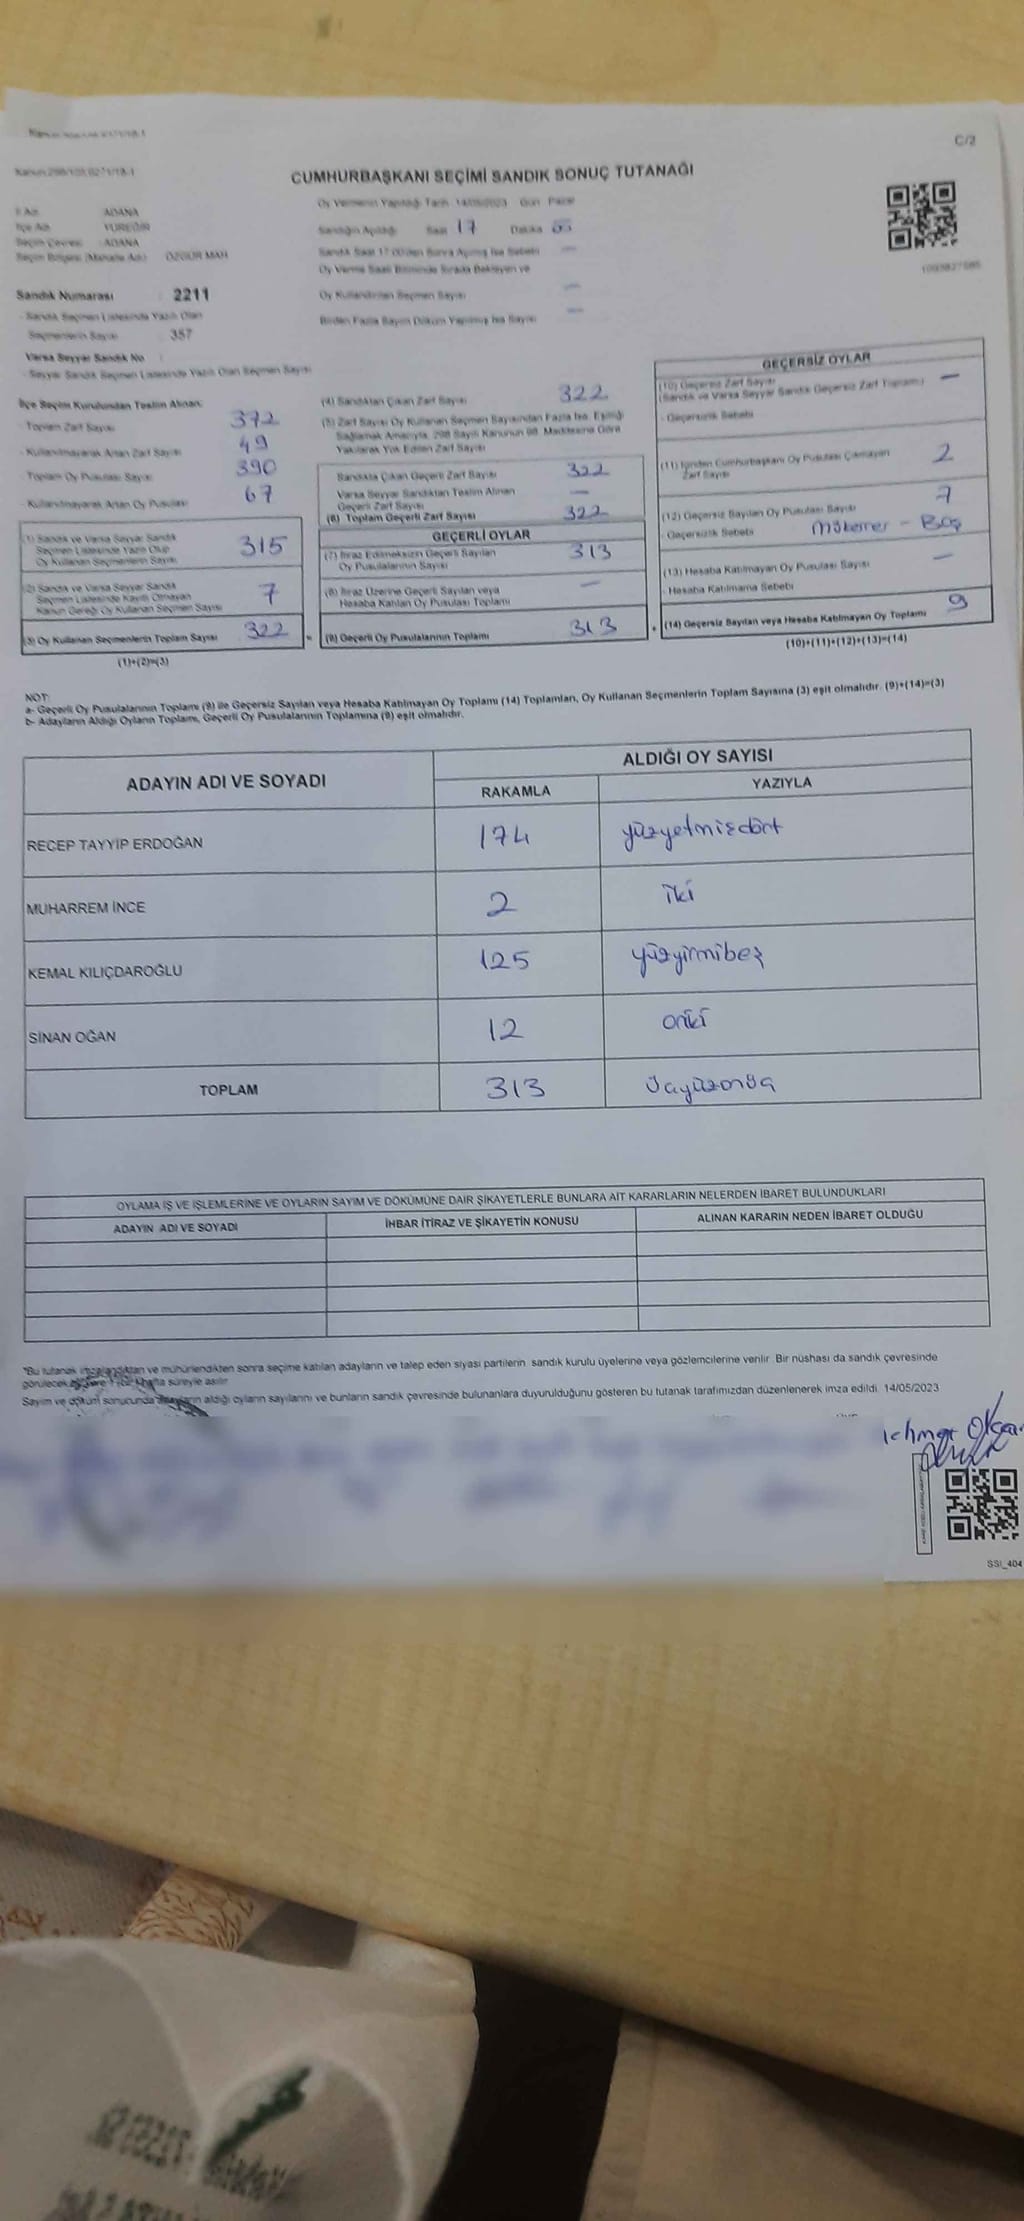 C/2
CUMHURBAŞKANI SEÇİMİ SANDIK SONUÇ TUTANAĞI
İl Adı : ADANA
İlçe Adı : YÜREĞİR
Seçim Çevresi : ADANA
Seçim Bölgesi (Mahalle Adı) : ÖZGÜR MAH
Sandık Numarası : 2211
- Sandık Seçmen Listesinde Yazılı Olan
Seçmenlerin Sayısı : 357
Varsa Seyyar Sandık No :
- Seyyar Sandık Seçmen Listesinde Yazılı Olan Seçmen Sayısı
Oy Vermenin Yapıldığı Tarih 14/05/2023 Gün Pazar
Sandığın Açıldığı Saat 17 Dakika
Sandık Saat 17:00'den Sonra Açılmış İse Sebebi —
Oy Verme Saati Bitiminde Sırada Bekleyen ve
Oy Kullandırılan Seçmen Sayısı —
Birden Fazla Sayım Döküm Yapılmış İse Sayısı —
İlçe Seçim Kurulundan Teslim Alınan:
- Toplam Zarf Sayısı 372
- Kullanılmayarak Artan Zarf Sayısı 49
Toplam Oy Pusulası Sayısı 390
- Kullanılmayarak Artan Oy Pusulası 67
(1) Sandık ve Varsa Seyyar Sandık
Seçmen Listesinde Yazılı Olup
Oy Kullanan Seçmenlerin Sayısı 315
(2) Sandık ve Varsa Seyyar Sandık
Seçmen Listesinde Kayıtlı Olmayan
Kanun Gereği Oy Kullanan Seçmen Sayısı 7
(3) Oy Kullanan Seçmenlerin Toplam Sayısı 322
(1)+(2)=(3)
(4) Sandıktan Çıkan Zarf Sayısı 322
(5) Zarf Sayısı Oy Kullanan Seçmen Sayısından Fazla İse, Eşitliği
Sağlamak Amacıyla, 298 Sayılı Kanunun 98. Maddesine Göre
Yakılarak Yok Edilen Zarf Sayısı
Sandıkta Çıkan Geçerli Zarf Sayısı 322
Varsa Seyyar Sandıktan Teslim Alınan
Geçerli Zarf Sayısı —
(6) Toplam Geçerli Zarf Sayısı 322
GEÇERLİ OYLAR
(7) İtiraz Edilmeksizin Geçerli Sayılan
Oy Pusulalarının Sayısı 313
(8) İtiraz Üzerine Geçerli Sayılan veya
Hesaba Katılan Oy Pusulası Toplamı —
= (9) Geçerli Oy Pusulalarının Toplamı 313
GEÇERSİZ OYLAR
(10) Geçersiz Zarf Sayısı —
(Sandık ve Varsa Seyyar Sandık Geçersiz Zarf Toplamı)
- Geçersizlik Sebebi
(11) İçinden Cumhurbaşkanı Oy Pusulası Çıkmayan
Zarf Sayısı 2
(12) Geçersiz Sayılan Oy Pusulası Sayısı 7
- Geçersizlik Sebebi Mükerrer - Boş
(13) Hesaba Katılmayan Oy Pusulası Sayısı —
- Hesaba Katılmama Sebebi
+ (14) Geçersiz Sayılan veya Hesaba Katılmayan Oy Toplamı 9
(10)+(11)+(12)+(13)=(14)
NOT:
a- Geçerli Oy Pusulalarının Toplamı (9) ile Geçersiz Sayılan veya Hesaba Katılmayan Oy Toplamı (14) Toplamları, Oy Kullanan Seçmenlerin Toplam Sayısına (3) eşit olmalıdır. (9)+(14)=(3)
b- Adayların Aldığı Oyların Toplamı, Geçerli Oy Pusulalarının Toplamına (9) eşit olmalıdır.
ADAYIN ADI VE SOYADI
ALDIĞI OY SAYISI
RAKAMLA YAZIYLA
RECEP TAYYİP ERDOĞAN 174 yüzyetmişdört
MUHARREM İNCE 2 iki
KEMAL KILIÇDAROĞLU 125 yüzyirmibeş
SİNAN OĞAN 12 oniki
TOPLAM 313 üçyüzonüç
OYLAMA İŞ VE İŞLEMLERİNE VE OYLARIN SAYIM VE DÖKÜMÜNE DAİR ŞİKAYETLERLE BUNLARA AİT KARARLARIN NELERDEN İBARET BULUNDUKLARI
ADAYIN ADI VE SOYADI İHBAR İTİRAZ VE ŞİKAYETİN KONUSU ALINAN KARARIN NEDEN İBARET OLDUĞU
*Bu tutanak imzalandıktan ve mühürlendikten sonra seçime katılan adayların ve talep eden siyasi partilerin sandık kurulu üyelerine veya gözlemcilerine verilir. Bir nüshası da sandık çevresinde
görülecek bir yere 1 (bir) hafta süreyle asılır.
Sayım ve döküm sonucunda adayların aldığı oyların sayılarını ve bunların sandık çevresinde bulunanlara duyurulduğunu gösteren bu tutanak tarafımızdan düzenlenerek imza edildi. 14/05/2023
SSI_404